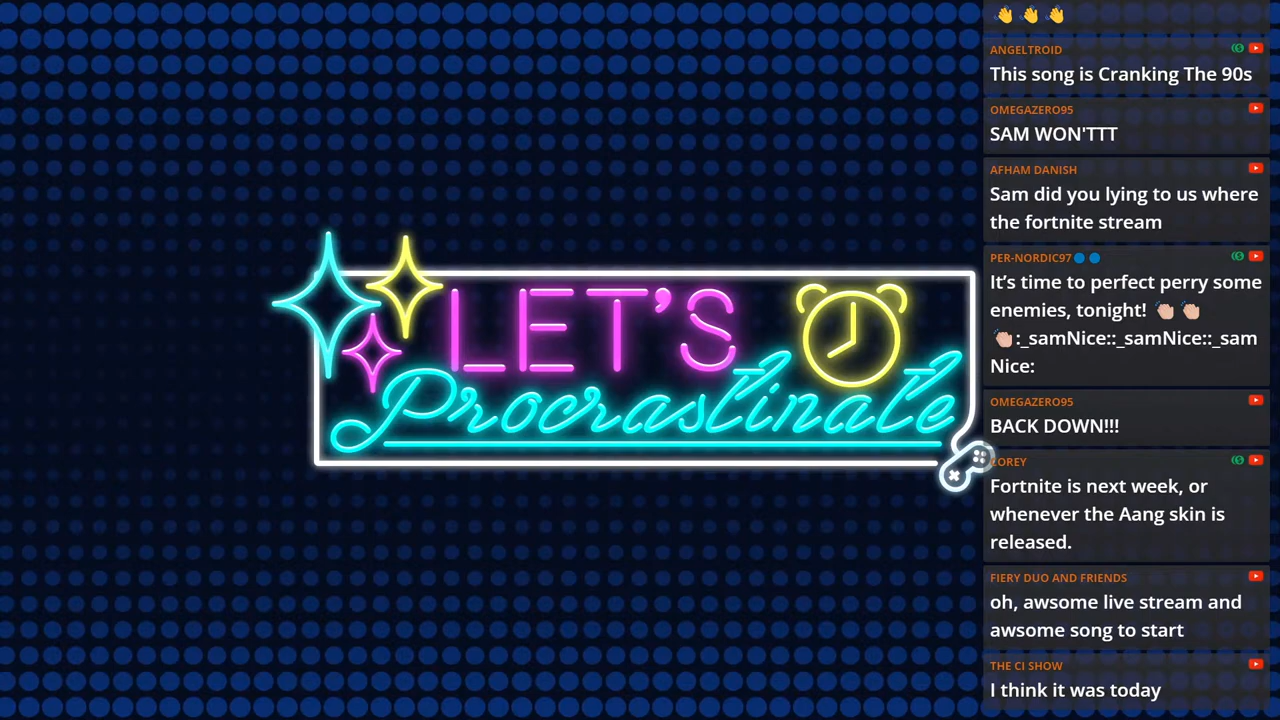 LET'S
Procrastinate
👋 👋 👋
ANGELTROID
This song is Cranking The 90s
OMEGAZERO95
SAM WON'TTT
AFHAM DANISH
Sam did you lying to us where
the fortnite stream
PER-NORDIC97🔵🔵
It’s time to perfect perry some
enemies, tonight! 👏🏻 👏🏻
👏🏻:_samNice::_samNice::_sam
Nice:
OMEGAZERO95
BACK DOWN!!!
LOREY
Fortnite is next week, or
whenever the Aang skin is
released.
FIERY DUO AND FRIENDS
oh, awsome live stream and
awsome song to start
THE CI SHOW
I think it was today